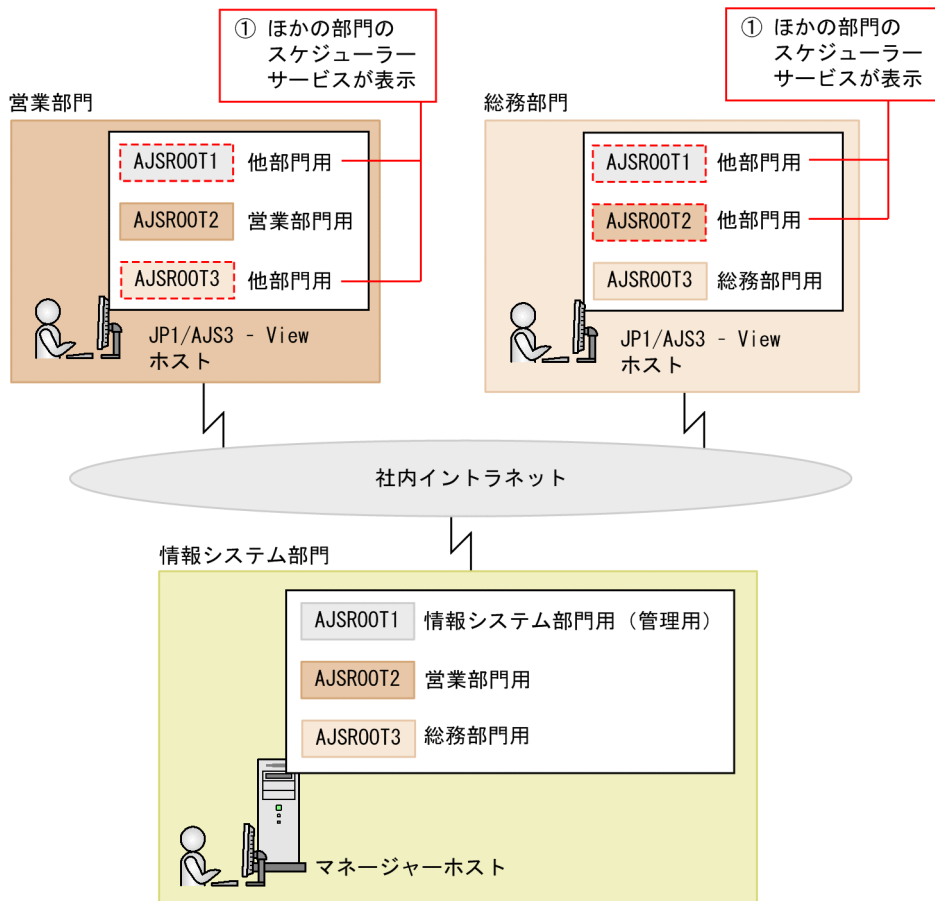 ① ほかの部門の
スケジューラー
サービスが表示
① ほかの部門の
スケジューラー
サービスが表示
営業部門
AJSROOT1 他部門用
AJSROOT2 営業部門用
AJSROOT3 他部門用
JP1/AJS3 - View
ホスト
総務部門
AJSROOT1 他部門用
AJSROOT2 他部門用
AJSROOT3 総務部門用
JP1/AJS3 - View
ホスト
社内イントラネット
情報システム部門
AJSROOT1 情報システム部門用（管理用）
AJSROOT2 営業部門用
AJSROOT3 総務部門用
マネージャーホスト